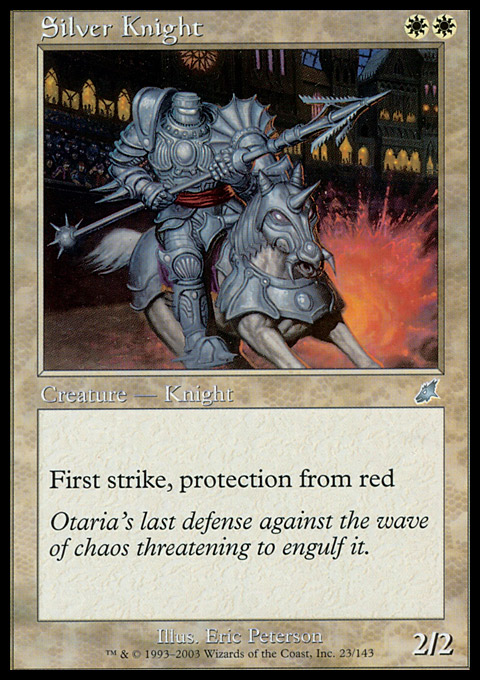 Silver Knight
Creature — Knight
First strike, protection from red
Otaria's last defense against the wave
of chaos threatening to engulf it.
Illus. Eric Peterson
™ & © 1993–2003 Wizards of the Coast, Inc. 23/143
2/2